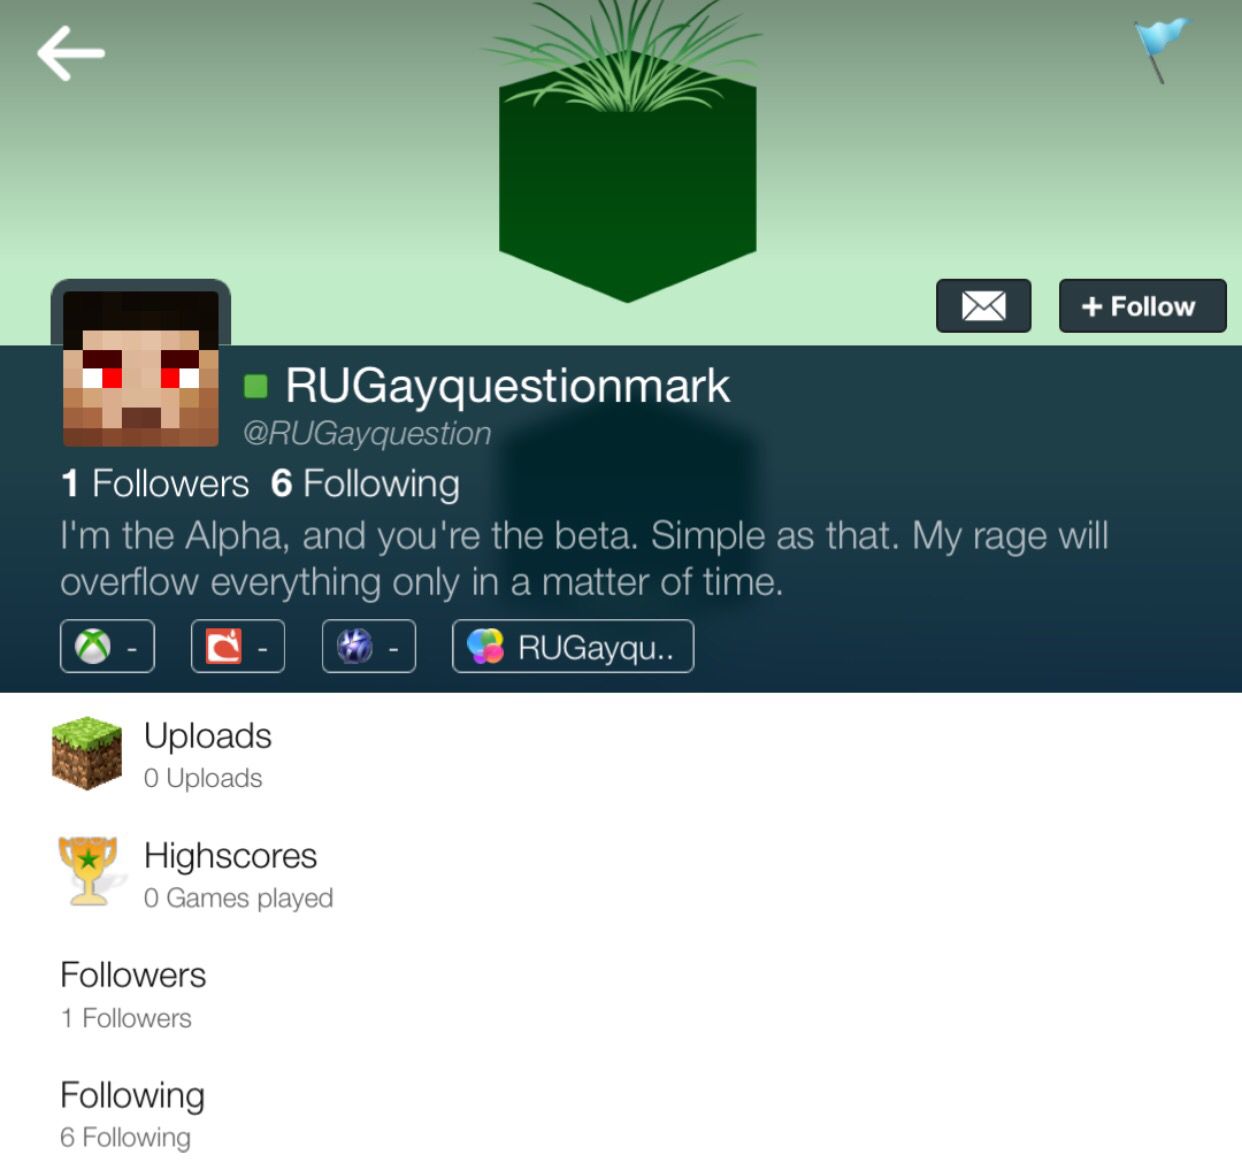 + Follow
RUGayquestionmark
@RUGayquestion
1 Followers 6 Following
I'm the Alpha, and you're the beta. Simple as that. My rage will
overflow everything only in a matter of time.
- - - RUGayqu..
Uploads
0 Uploads
Highscores
0 Games played
Followers
1 Followers
Following
6 Following